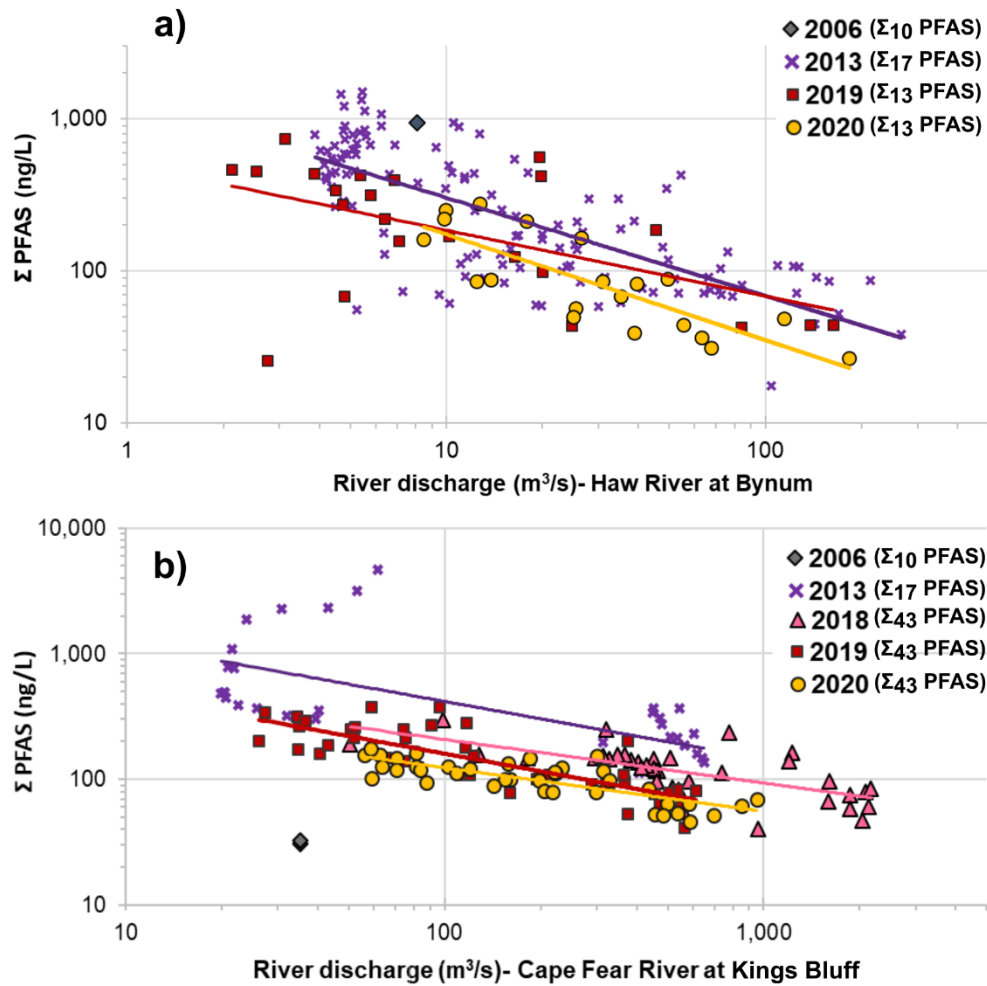 a)
2006 (Σ10 PFAS)
2013 (Σ17 PFAS)
2019 (Σ13 PFAS)
2020 (Σ13 PFAS)
Σ PFAS (ng/L)
1,000
100
10
1 10 100
River discharge (m³/s)- Haw River at Bynum
b)
2006 (Σ10 PFAS)
2013 (Σ17 PFAS)
2018 (Σ43 PFAS)
2019 (Σ43 PFAS)
2020 (Σ43 PFAS)
Σ PFAS (ng/L)
10,000
1,000
100
10
10 100 1,000
River discharge (m³/s)- Cape Fear River at Kings Bluff